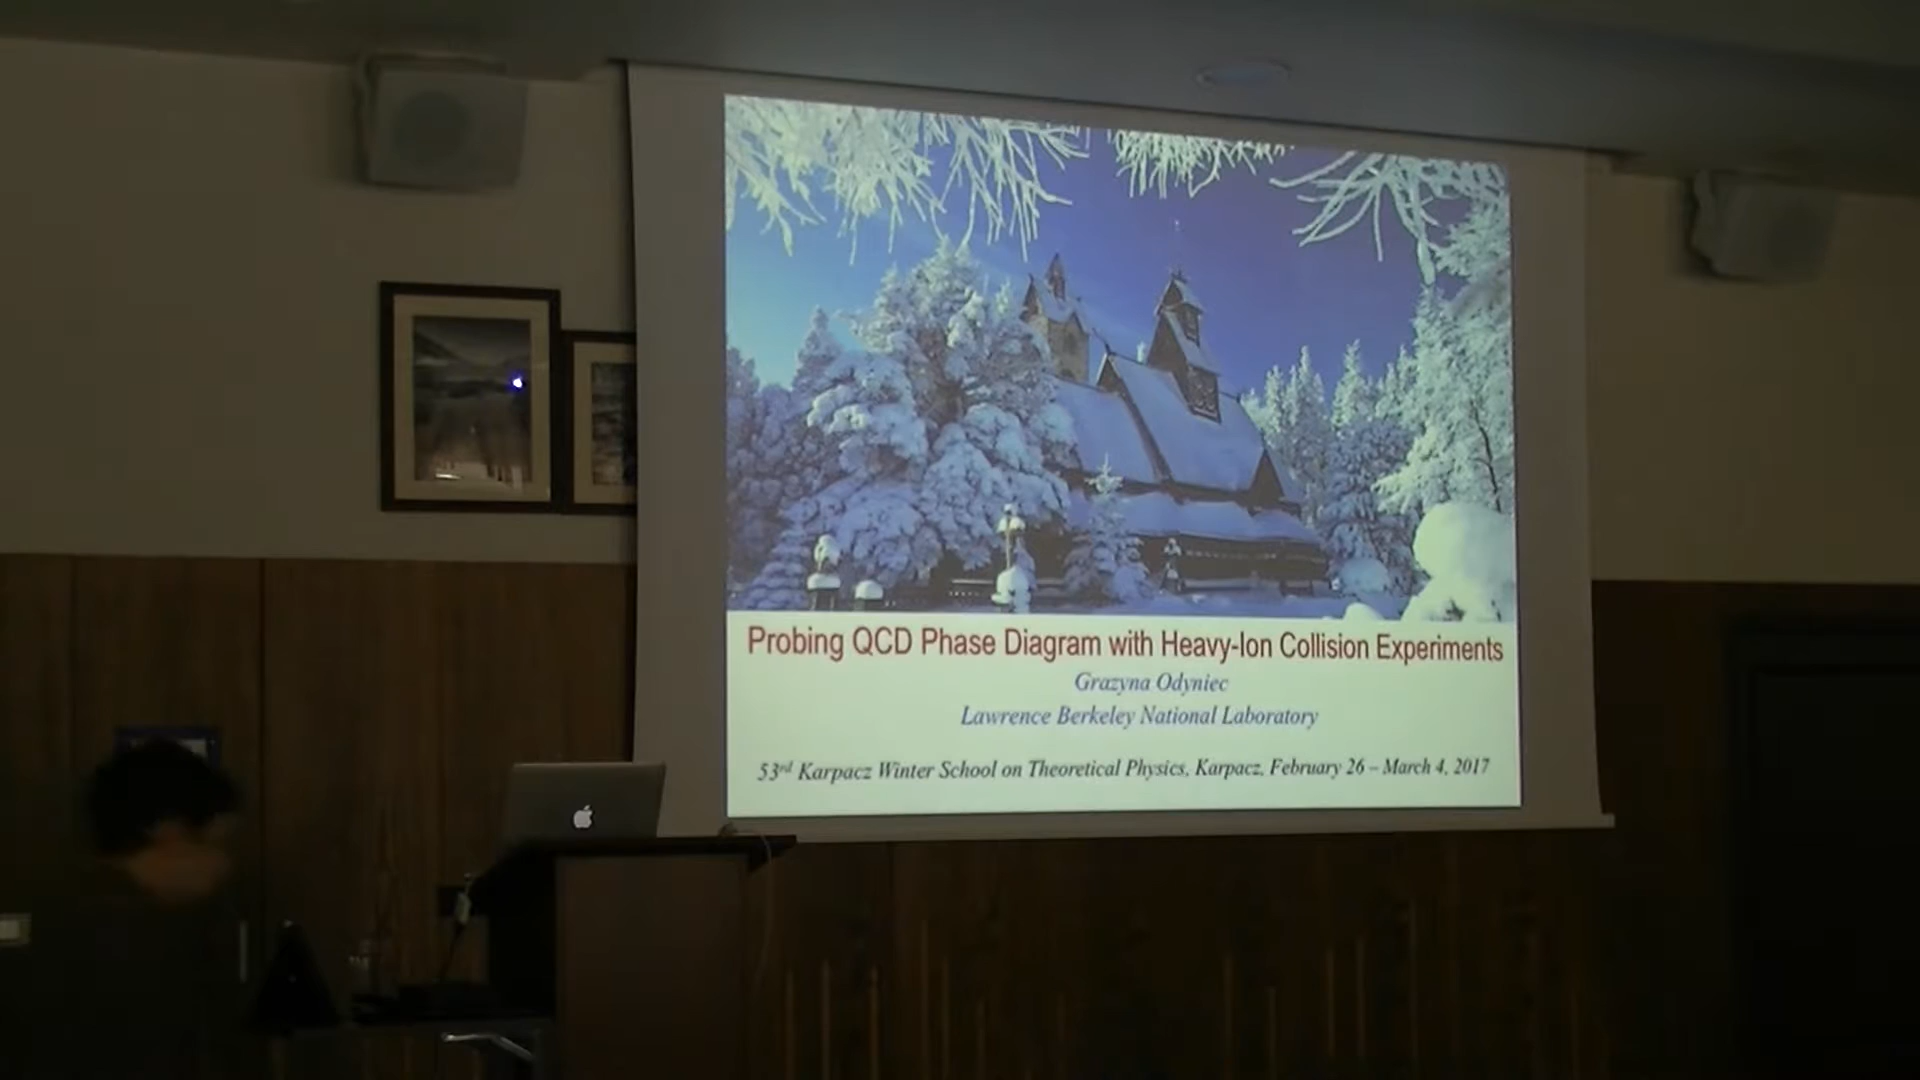 Probing QCD Phase Diagram with Heavy-Ion Collision Experiments
Grazyna Odyniec
Lawrence Berkeley National Laboratory
53rd Karpacz Winter School on Theoretical Physics, Karpacz, February 26 – March 4, 2017